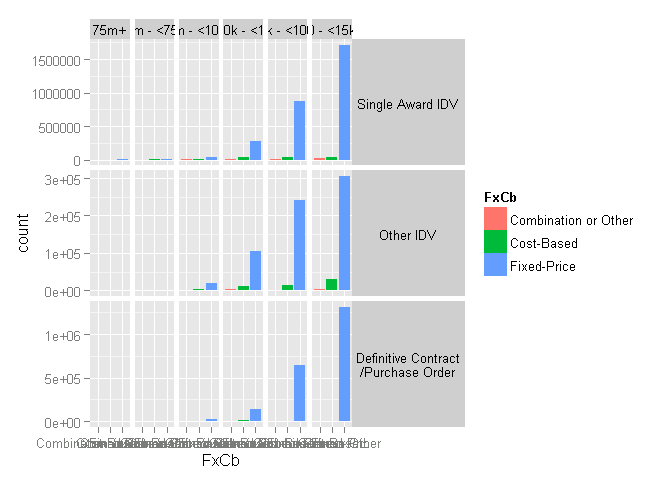 75m+
m - <75
n - <10
0k - <1
k - <100
0 - <15k
1500000
1000000
500000
0
Single Award IDV
3e+05
2e+05
1e+05
0e+00
Other IDV
1e+06
5e+05
0e+00
Definitive Contract
/Purchase Order
count
FxCb
FxCb
Combination or Other
Cost-Based
Fixed-Price